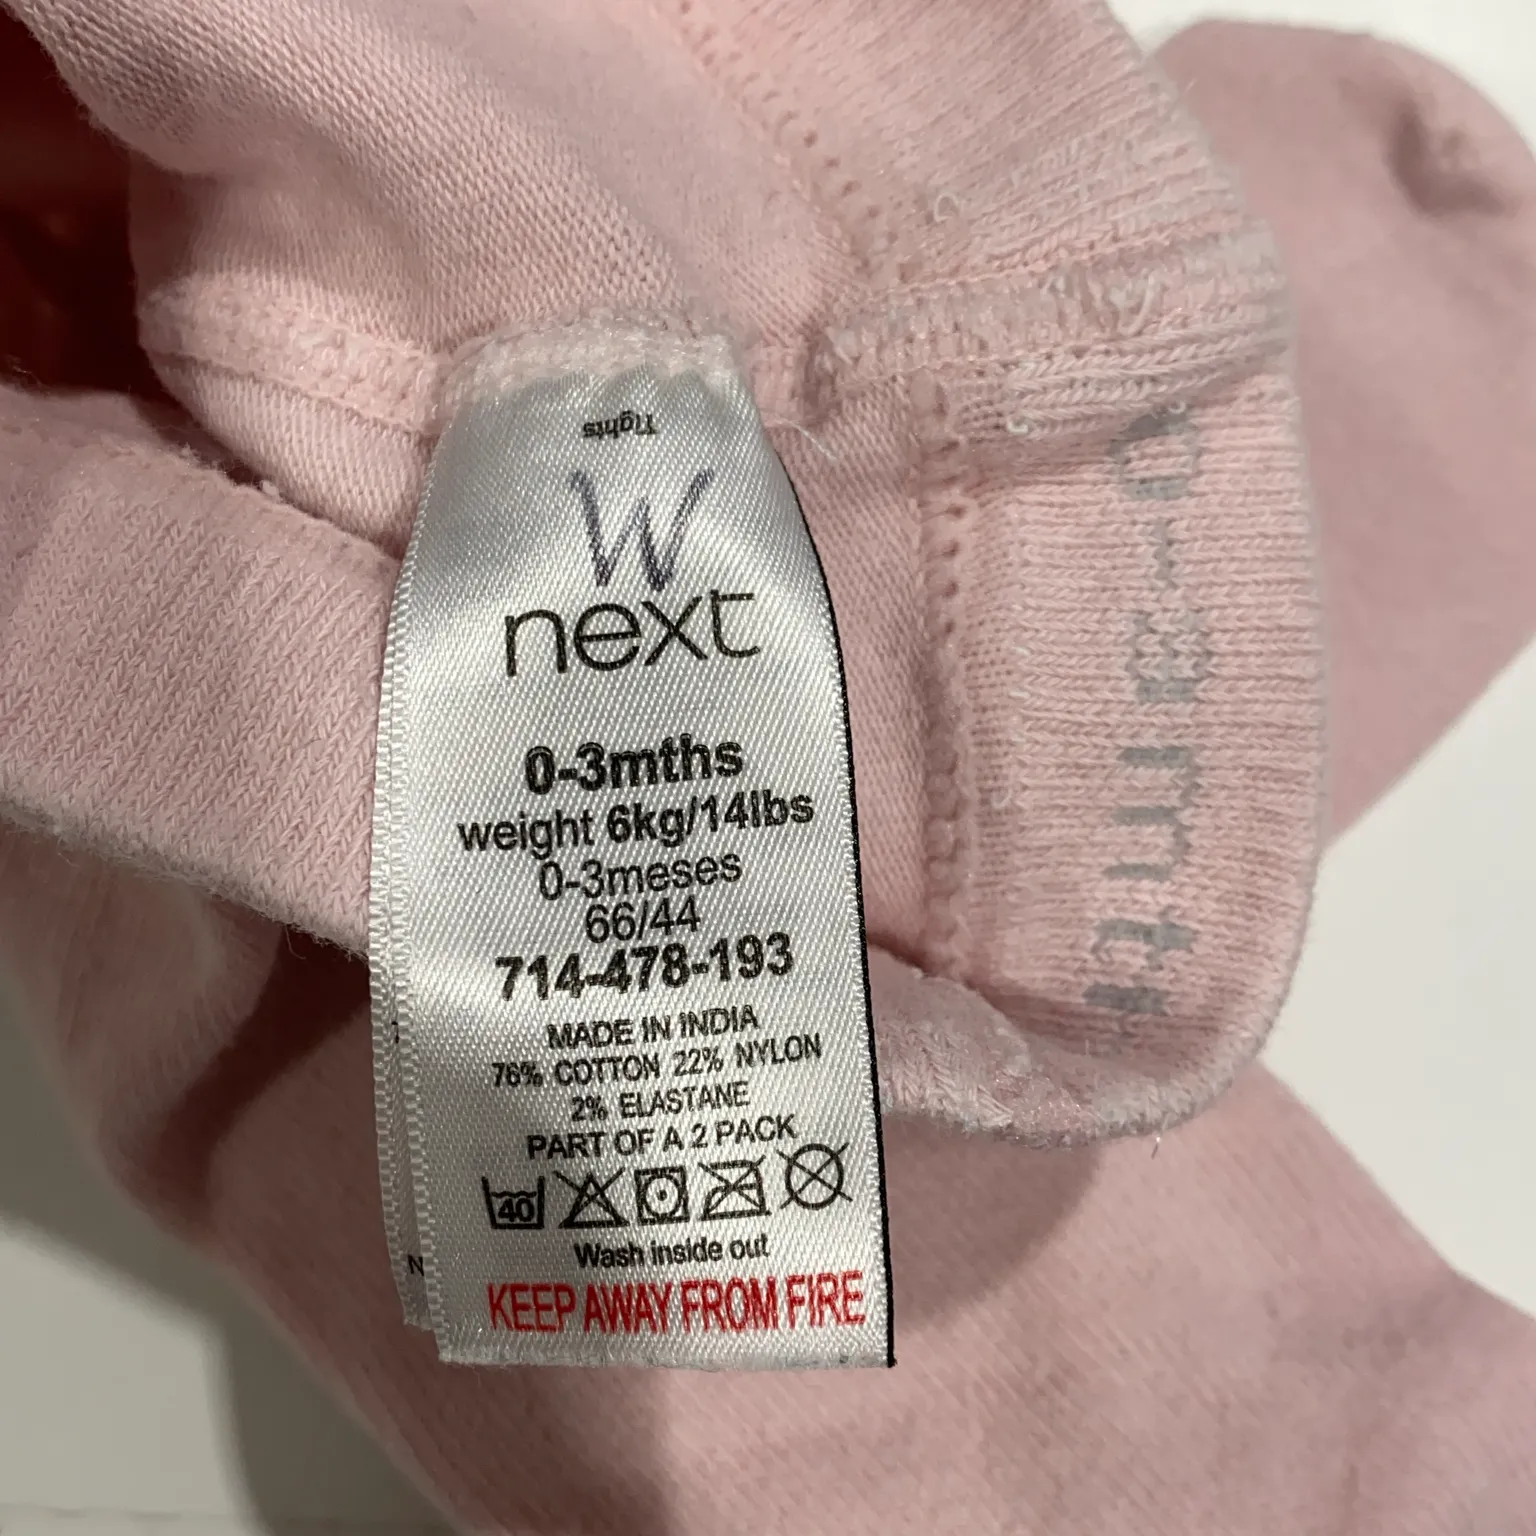 Tights
W
next
0-3mths
weight 6kg/14lbs
0-3meses
66/44
714-478-193
MADE IN INDIA
76% COTTON 22% NYLON
2% ELASTANE
PART OF A 2 PACK
40
Wash inside out
KEEP AWAY FROM FIRE
N